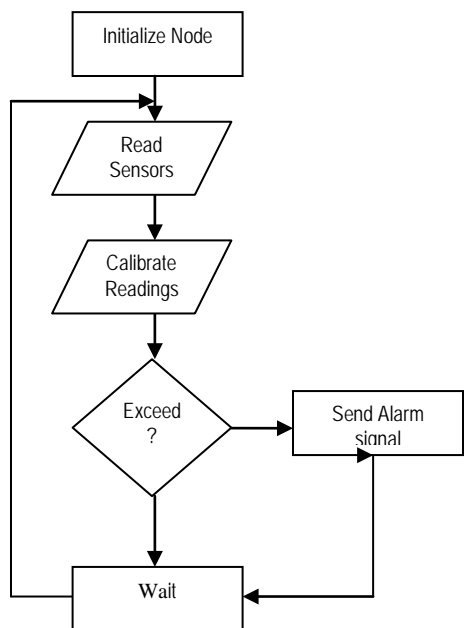 Initialize Node
Read
Sensors
Calibrate
Readings
Exceed
?
Send Alarm
signal
Wait